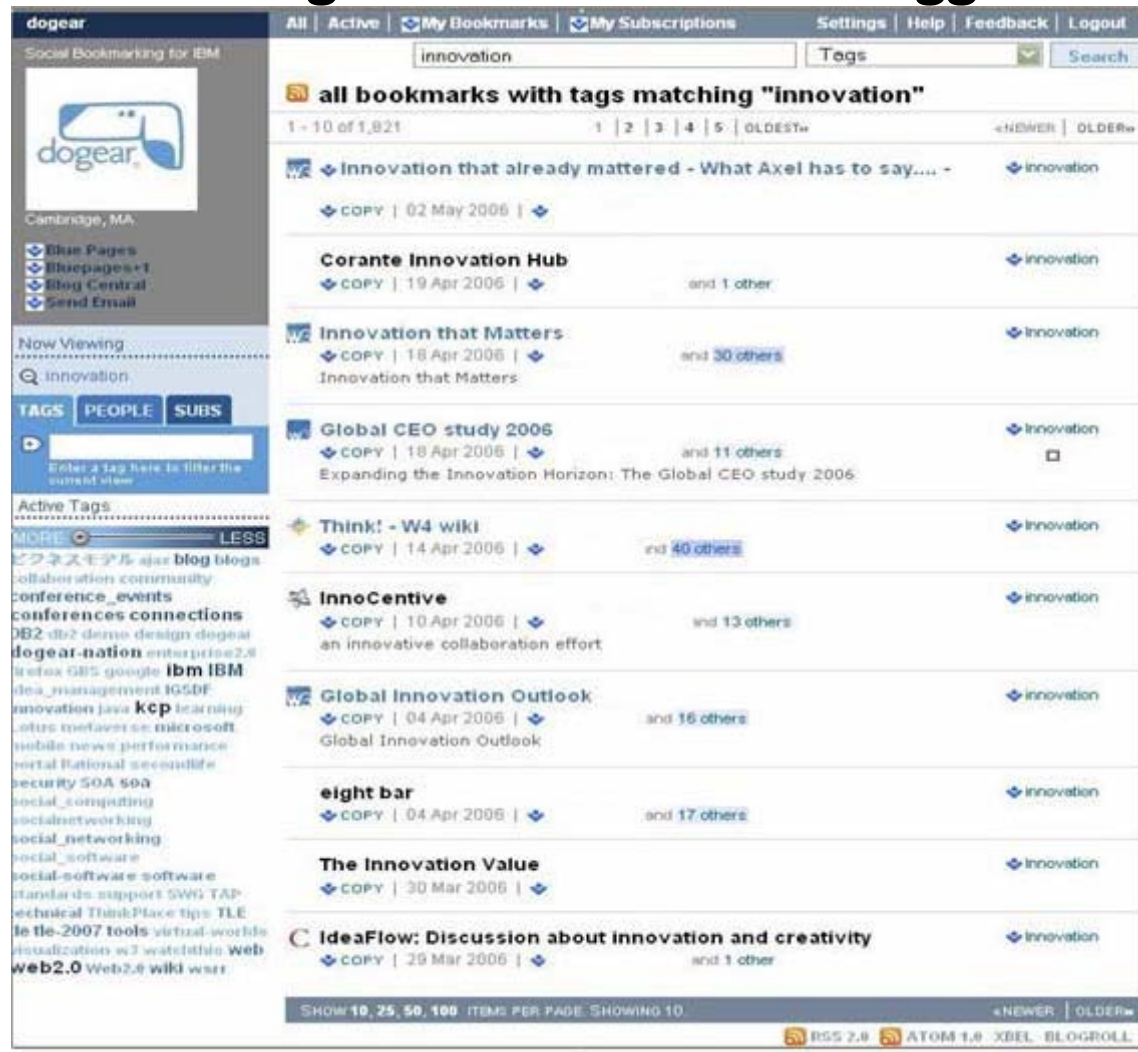 dogear
All | Active | My Bookmarks | My Subscriptions
Settings | Help | Feedback | Logout
Social Bookmarking for IBM
innovation
Tags
Search
dogear
Cambridge, MA
Blue Pages
Bluepages+1
Blog Central
Send Email
Now Viewing
innovation
TAGS PEOPLE SUBS
Enter a tag here to filter the
current view
Active Tags
MORE LESS
ビジネスモデル ajax blog blogs
collaboration community
conference_events
conferences connections
DB2 db2 demo design dogear
dogear-nation enterprise2.0
firefox GBS google ibm IBM
idea_management IGSDF
innovation java kcp learning
Lotus metaverse microsoft
mobile news performance
portal Rational secondlife
security SOA soa
social_computing
socialnetworking
social_networking
social_software
social-software software
standards support SWG TAP
technical ThinkPlace tips TLE
tle tle-2007 tools virtual-worlds
visualization w3 watchthis web
web2.0 Web2.0 wiki
all bookmarks with tags matching "innovation"
1 - 10 of 1,821
1 | 2 | 3 | 4 | 5 | OLDEST»
«NEWER | OLDER»
Innovation that already mattered - What Axel has to say.... -
innovation
COPY | 02 May 2006 |
Corante Innovation Hub
innovation
COPY | 19 Apr 2006 | and 1 other
Innovation that Matters
Innovation
COPY | 18 Apr 2006 | and 30 others
Innovation that Matters
Global CEO study 2006
Innovation
COPY | 18 Apr 2006 | and 11 others
Expanding the Innovation Horizon: The Global CEO study 2006
Think! - W4 wiki
Innovation
COPY | 14 Apr 2006 | and 40 others
InnoCentive
innovation
COPY | 10 Apr 2006 | and 13 others
an innovative collaboration effort
Global Innovation Outlook
innovation
COPY | 04 Apr 2006 | and 16 others
Global Innovation Outlook
eight bar
innovation
COPY | 04 Apr 2006 | and 17 others
The Innovation Value
Innovation
COPY | 30 Mar 2006 |
IdeaFlow: Discussion about innovation and creativity
innovation
COPY | 29 Mar 2006 | and 1 other
SHOW 10, 25, 50, 100 ITEMS PER PAGE. SHOWING 10.
«NEWER | OLDER»
RSS 2.0 ATOM 1.0 XBEL BLOGROLL